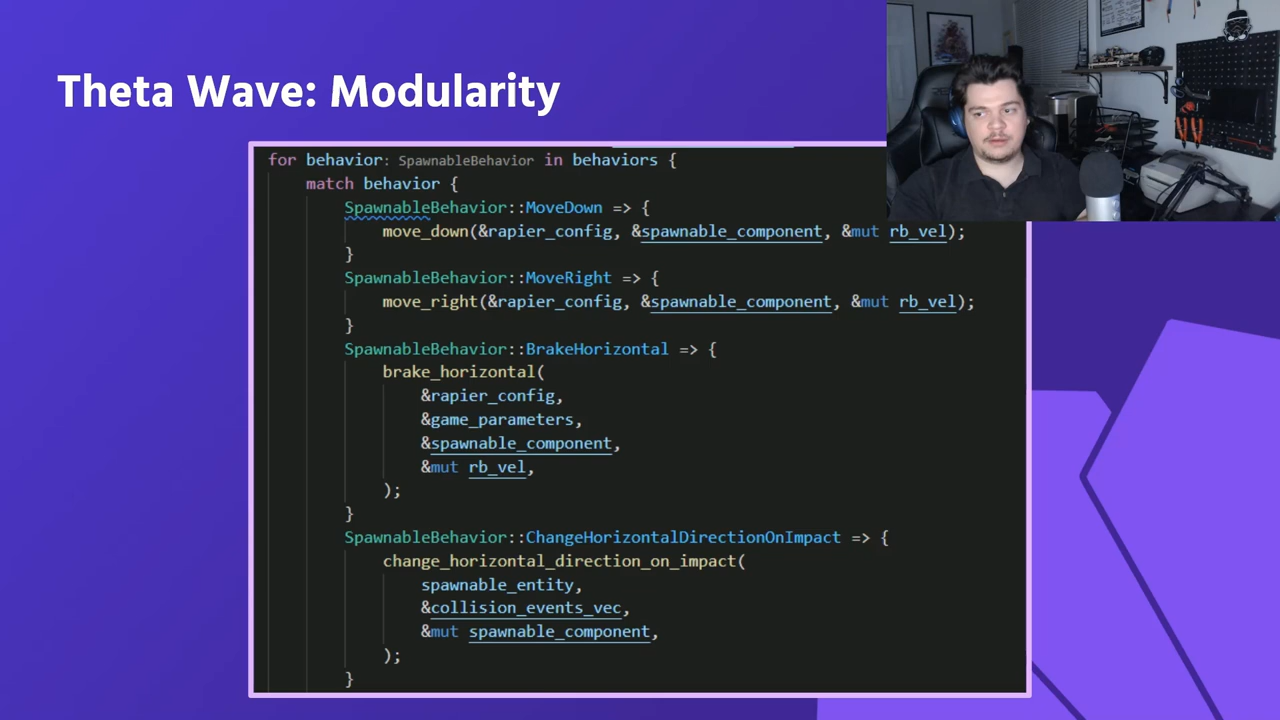 Theta Wave: Modularity
for behavior: SpawnableBehavior in behaviors {
match behavior {
SpawnableBehavior::MoveDown => {
move_down(&rapier_config, &spawnable_component, &mut rb_vel);
}
SpawnableBehavior::MoveRight => {
move_right(&rapier_config, &spawnable_component, &mut rb_vel);
}
SpawnableBehavior::BrakeHorizontal => {
brake_horizontal(
&rapier_config,
&game_parameters,
&spawnable_component,
&mut rb_vel,
);
}
SpawnableBehavior::ChangeHorizontalDirectionOnImpact => {
change_horizontal_direction_on_impact(
spawnable_entity,
&collision_events_vec,
&mut spawnable_component,
);
}